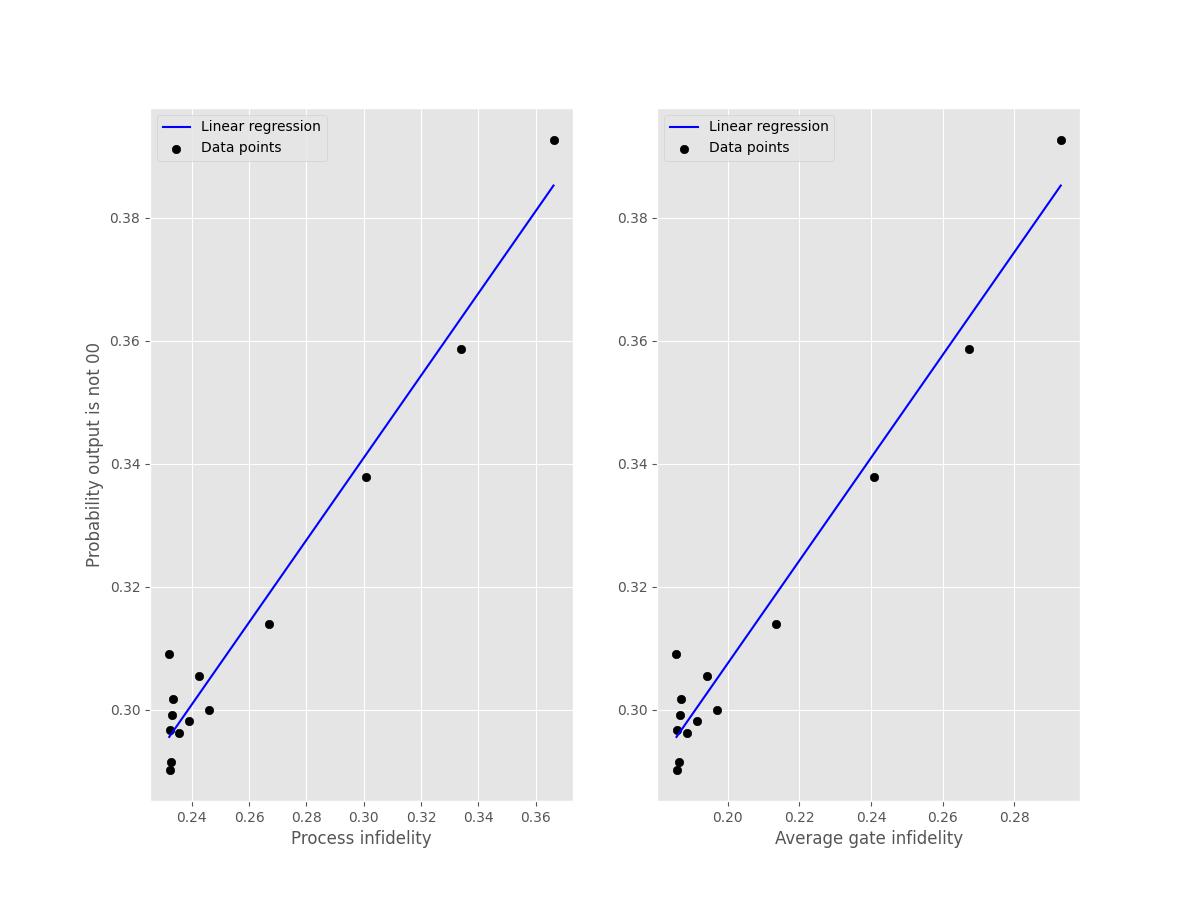 Linear regression
Data points
0.38
0.36
0.34
0.32
0.30
Probability output is not 00
0.24 0.26 0.28 0.30 0.32 0.34 0.36
Process infidelity
Linear regression
Data points
0.38
0.36
0.34
0.32
0.30
0.20 0.22 0.24 0.26 0.28
Average gate infidelity